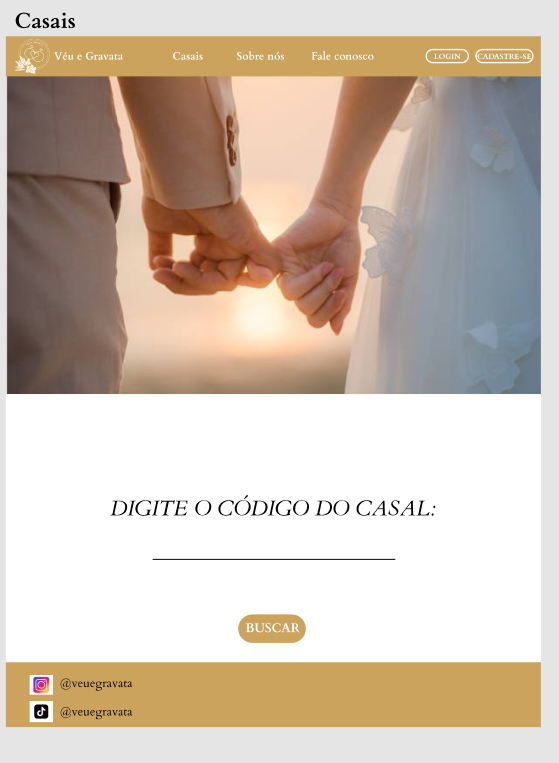 Casais
Véu e Gravata Casais Sobre nós Fale conosco LOGIN CADASTRE-SE
DIGITE O CÓDIGO DO CASAL:
BUSCAR
@veuegravata
@veuegravata